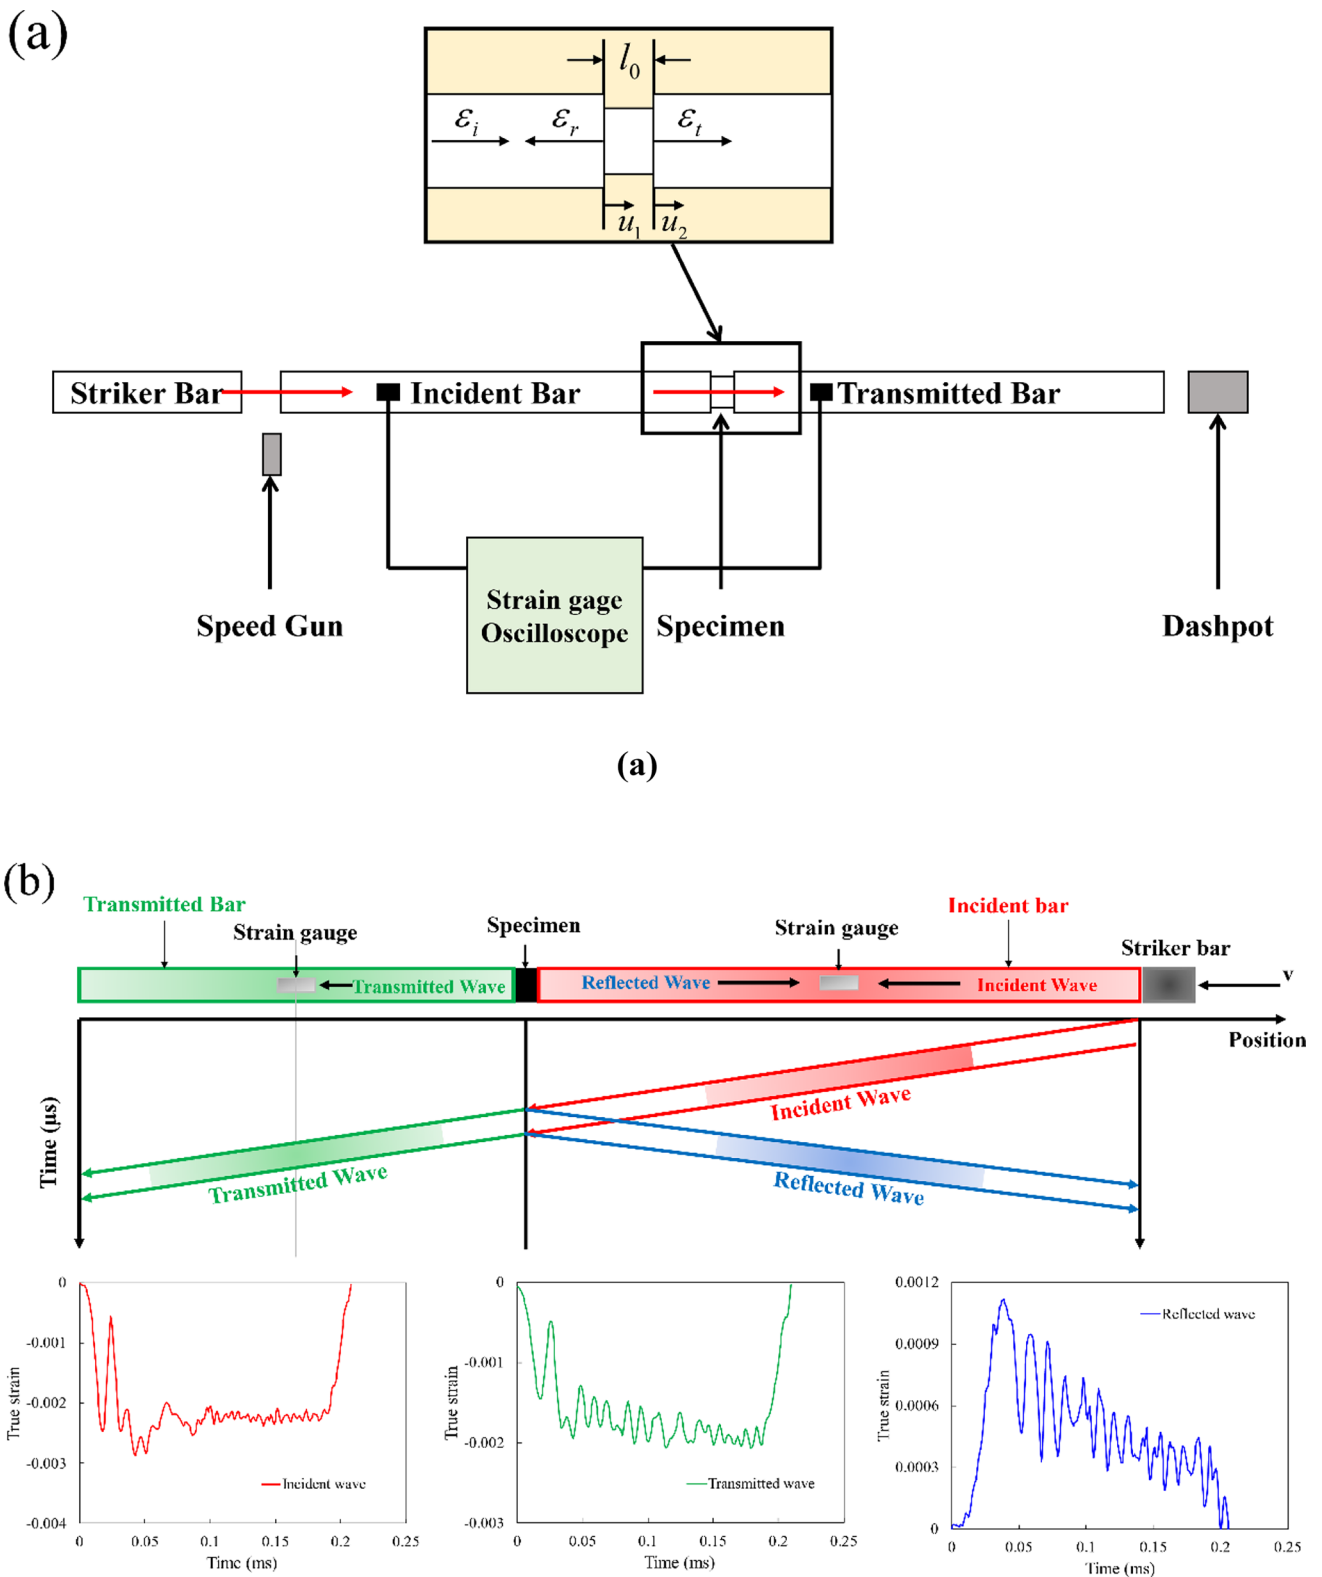 (a)
l0
εi εr εt
u1 u2
Striker Bar Incident Bar Transmitted Bar
Strain gage
Oscilloscope
Speed Gun Specimen Dashpot
(a)
(b)
Transmitted Bar Incident bar
Strain gauge Specimen Strain gauge Striker bar
Transmitted Wave Reflected Wave Incident Wave v
Position
Time (μs)
Incident Wave
Transmitted Wave
Reflected Wave
True strain
0
-0.001
-0.002
-0.003
-0.004
Incident wave
0 0.05 0.1 0.15 0.2 0.25
Time (ms)
True strain
0
-0.001
-0.002
-0.003
Transmitted wave
0 0.05 0.1 0.15 0.2 0.25
Time (ms)
True strain
0.0012
0.0009
0.0006
0.0003
0
Reflected wave
0 0.05 0.1 0.15 0.2 0.25
Time (ms)